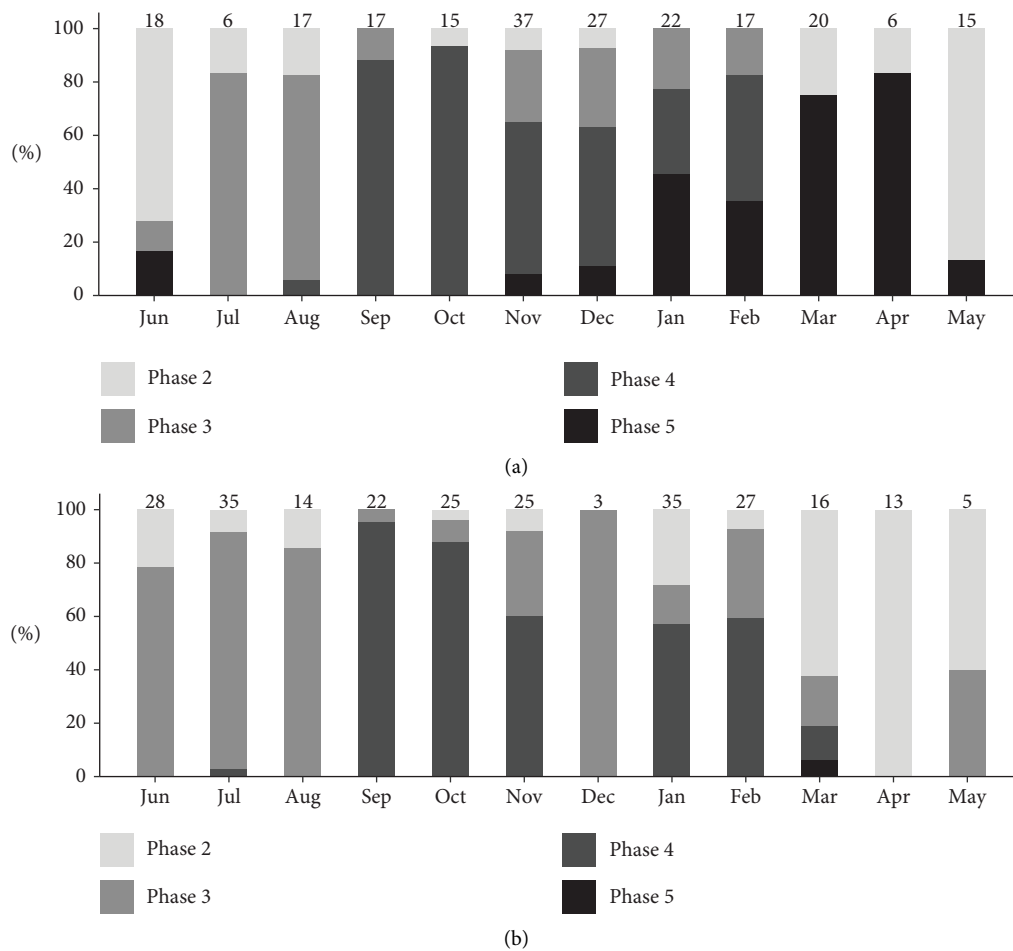 18 6 17 17 15 37 27 22 17 20 6 15
100
80
60
(%)
40
20
0
Jun Jul Aug Sep Oct Nov Dec Jan Feb Mar Apr May
Phase 2 Phase 4
Phase 3 Phase 5
(a)
28 35 14 22 25 25 3 35 27 16 13 5
100
80
60
(%)
40
20
0
Jun Jul Aug Sep Oct Nov Dec Jan Feb Mar Apr May
Phase 2 Phase 4
Phase 3 Phase 5
(b)